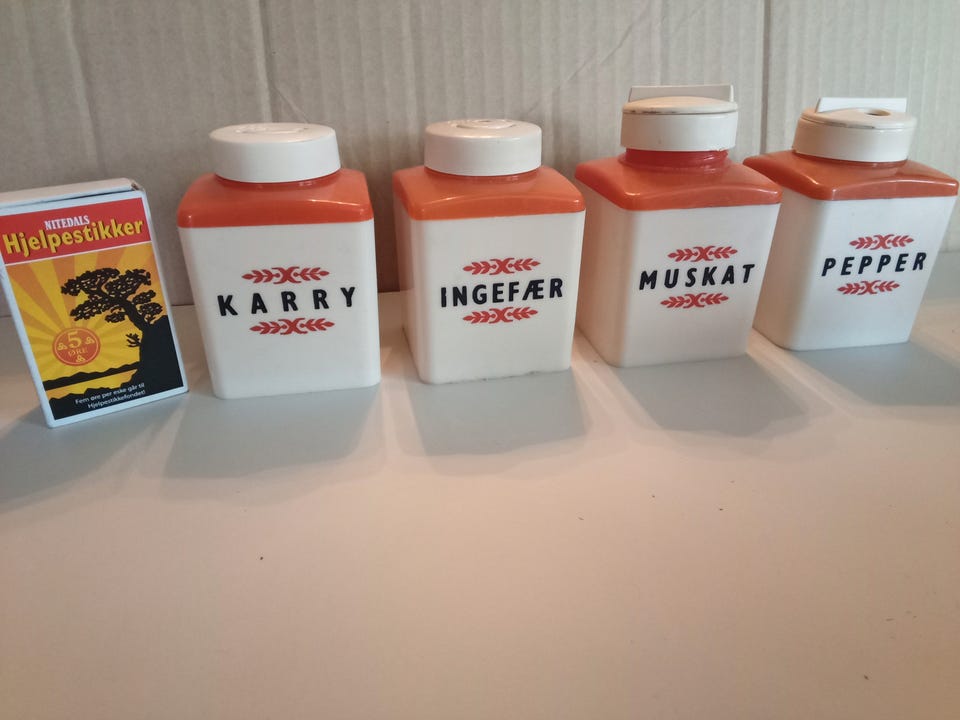 NITEDALS
Hjelpestikker
5
ØRE
Fem øre per eske går til
Hjelpestikkefondet!
KARRY
INGEFÆR
MUSKAT
PEPPER